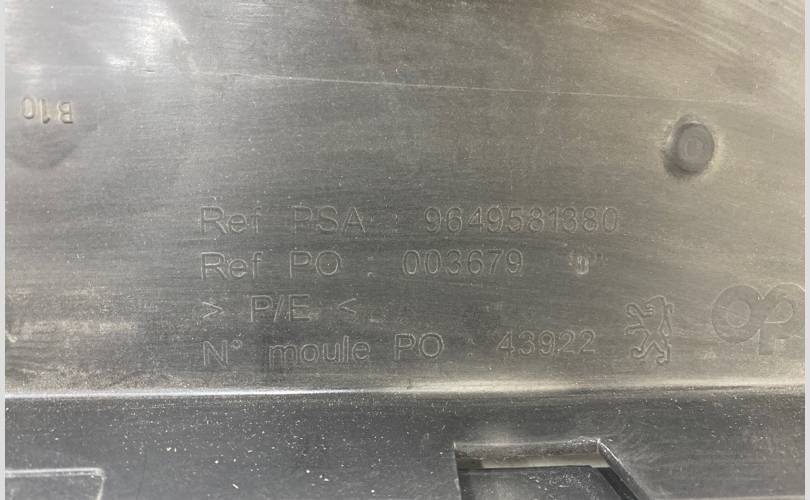 B10
Ref PSA : 9649581380
Ref PO : 003679
> P/E <
N° moule PO 43922